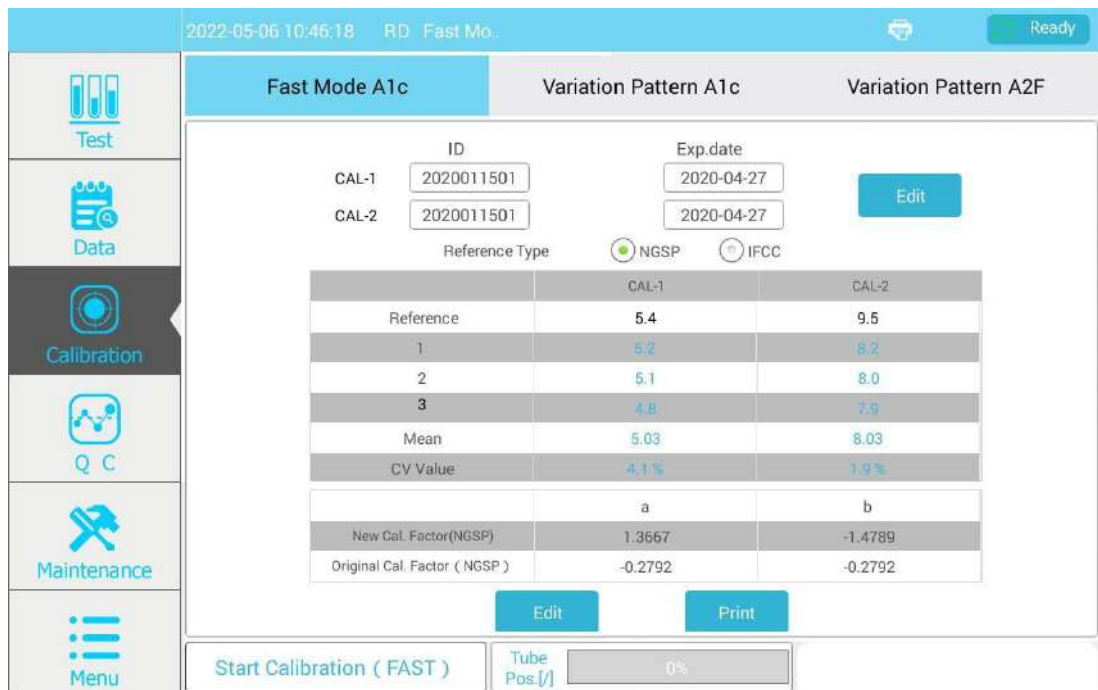 2022-05-06 10:46:18 RD Fast Mo.. Ready
Fast Mode A1c Variation Pattern A1c Variation Pattern A2F
Test
Data
Calibration
Q C
Maintenance
Menu
ID Exp.date
CAL-1 2020011501 2020-04-27
CAL-2 2020011501 2020-04-27
Edit
Reference Type NGSP IFCC
CAL-1 CAL-2
Reference 5.4 9.5
1 5.2 8.2
2 5.1 8.0
3 4.8 7.9
Mean 5.03 8.03
CV Value 4.1 % 1.9 %
a b
New Cal. Factor(NGSP) 1.3667 -1.4789
Original Cal. Factor ( NGSP ) -0.2792 -0.2792
Edit Print
Start Calibration ( FAST ) Tube Pos.[/] 0%